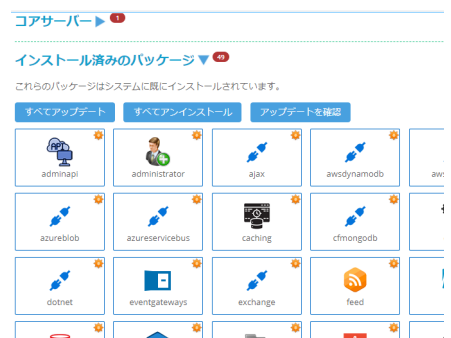 コアサーバー 1
インストール済みのパッケージ 49
これらのパッケージはシステムに既にインストールされています。
すべてアップデート すべてアンインストール アップデートを確認
adminapi administrator ajax awsdynamodb
azureblob azureservicebus caching cfmongodb
dotnet eventgateways exchange feed